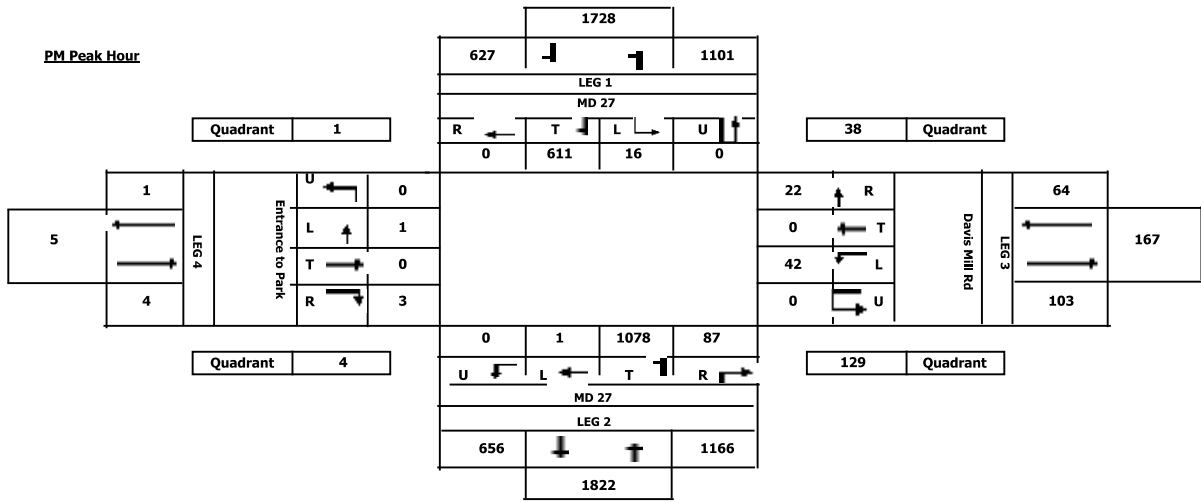 1728
PM Peak Hour
627 1101
LEG 1
MD 27
Quadrant 1
R T L U
38 Quadrant
0 611 16 0
1
U 0
22 R
64
5
L 1
0 T
167
LEG 4
Entrance to Park
T 0
42 L
Davis Mill Rd
LEG 3
4
R 3
0 U
103
0 1 1078 87
Quadrant 4
U L T R
129 Quadrant
MD 27
LEG 2
656 1166
1822